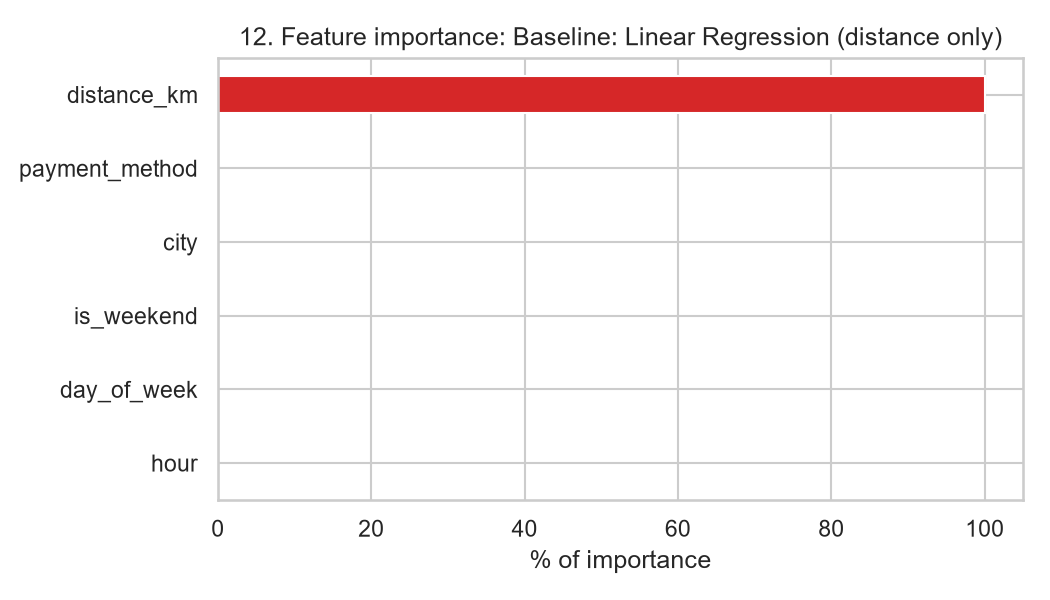 12. Feature importance: Baseline: Linear Regression (distance only)
distance_km
payment_method
city
is_weekend
day_of_week
hour
0 20 40 60 80 100
% of importance